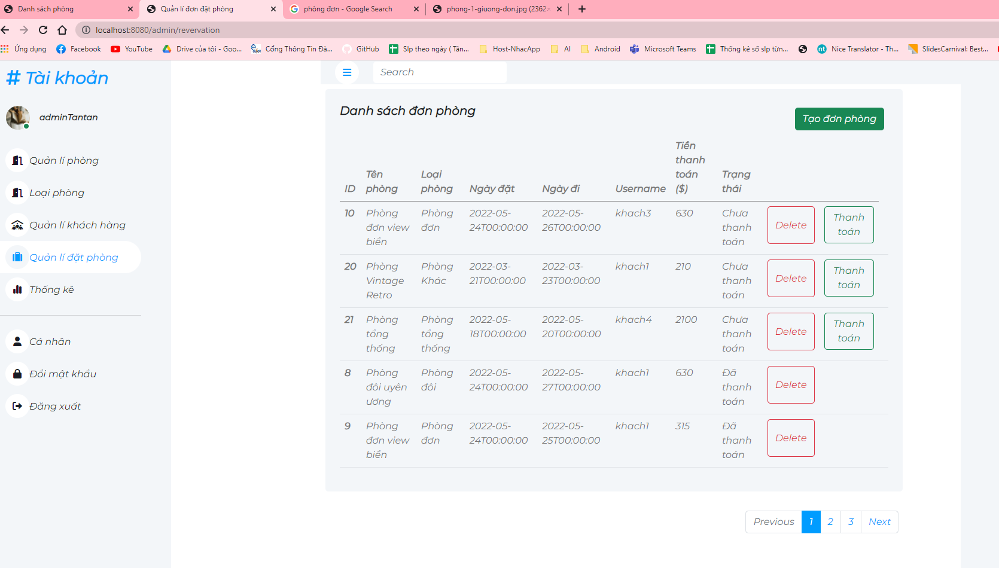 Danh sách phòng
Quản lí đơn đặt phòng
phòng đơn - Google Search
phong-1-giuong-don.jpg (2362×
localhost:8080/admin/revervation
Ứng dụng
Facebook
YouTube
Drive của tôi - Goo...
Cổng Thông Tin Đà...
GitHub
Slp theo ngày ( Tân...
Host-NhacApp
AI
Android
Microsoft Teams
Thống kê số slp từn...
nt Nice Translator - Th...
SlidesCarnival: Best...
# Tài khoản
adminTantan
Quản lí phòng
Loại phòng
Quản lí khách hàng
Quản lí đặt phòng
Thống kê
Cá nhân
Đổi mật khẩu
Đăng xuất
Search
Danh sách đơn phòng
Tạo đơn phòng
ID
Tên
phòng
Loại
phòng
Ngày đặt
Ngày đi
Username
Tiền
thanh
toán
($)
Trạng
thái
10
Phòng
đơn view
biển
Phòng
đơn
2022-05-
24T00:00:00
2022-05-
26T00:00:00
khach3
630
Chưa
thanh
toán
Delete
Thanh
toán
20
Phòng
Vintage
Retro
Phòng
Khác
2022-03-
21T00:00:00
2022-03-
23T00:00:00
khach1
210
Chưa
thanh
toán
Delete
Thanh
toán
21
Phòng
tổng
thống
Phòng
tổng
thống
2022-05-
18T00:00:00
2022-05-
20T00:00:00
khach4
2100
Chưa
thanh
toán
Delete
Thanh
toán
8
Phòng
đôi uyên
ương
Phòng
đôi
2022-05-
24T00:00:00
2022-05-
27T00:00:00
khach1
630
Đã
thanh
toán
Delete
9
Phòng
đơn view
biển
Phòng
đơn
2022-05-
24T00:00:00
2022-05-
25T00:00:00
khach1
315
Đã
thanh
toán
Delete
Previous 1 2 3 Next